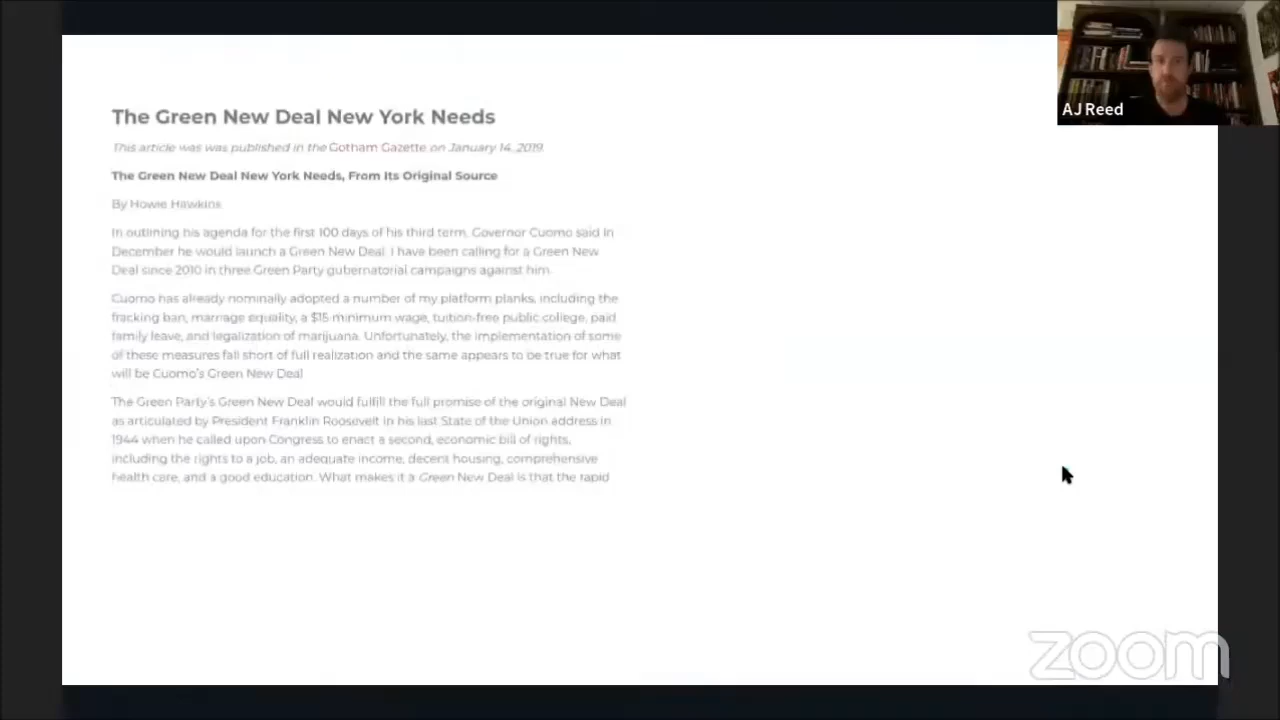 The Green New Deal New York Needs
This article was was published in the Gotham Gazette on January 14, 2019.
The Green New Deal New York Needs, From Its Original Source
By Howie Hawkins
In outlining his agenda for the first 100 days of his third term, Governor Cuomo said in
December he would launch a Green New Deal. I have been calling for a Green New
Deal since 2010 in three Green Party gubernatorial campaigns against him.
Cuomo has already nominally adopted a number of my platform planks, including the
fracking ban, marriage equality, a $15 minimum wage, tuition-free public college, paid
family leave, and legalization of marijuana. Unfortunately, the implementation of some
of these measures fall short of full realization and the same appears to be true for what
will be Cuomo's Green New Deal
The Green Party's Green New Deal would fulfill the full promise of the original New Deal
as articulated by President Franklin Roosevelt in his last State of the Union address in
1944 when he called upon Congress to enact a second, economic bill of rights,
including the rights to a job, an adequate income, decent housing, comprehensive
health care, and a good education. What makes it a Green New Deal is that the rapid
AJ Reed
zoom